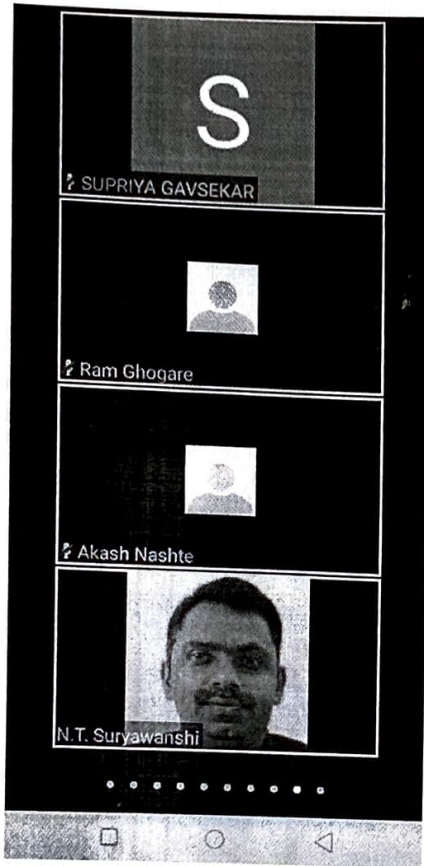 S
SUPRIYA GAVSEKAR
Ram Ghogare
Akash Nashte
N.T. Suryawanshi